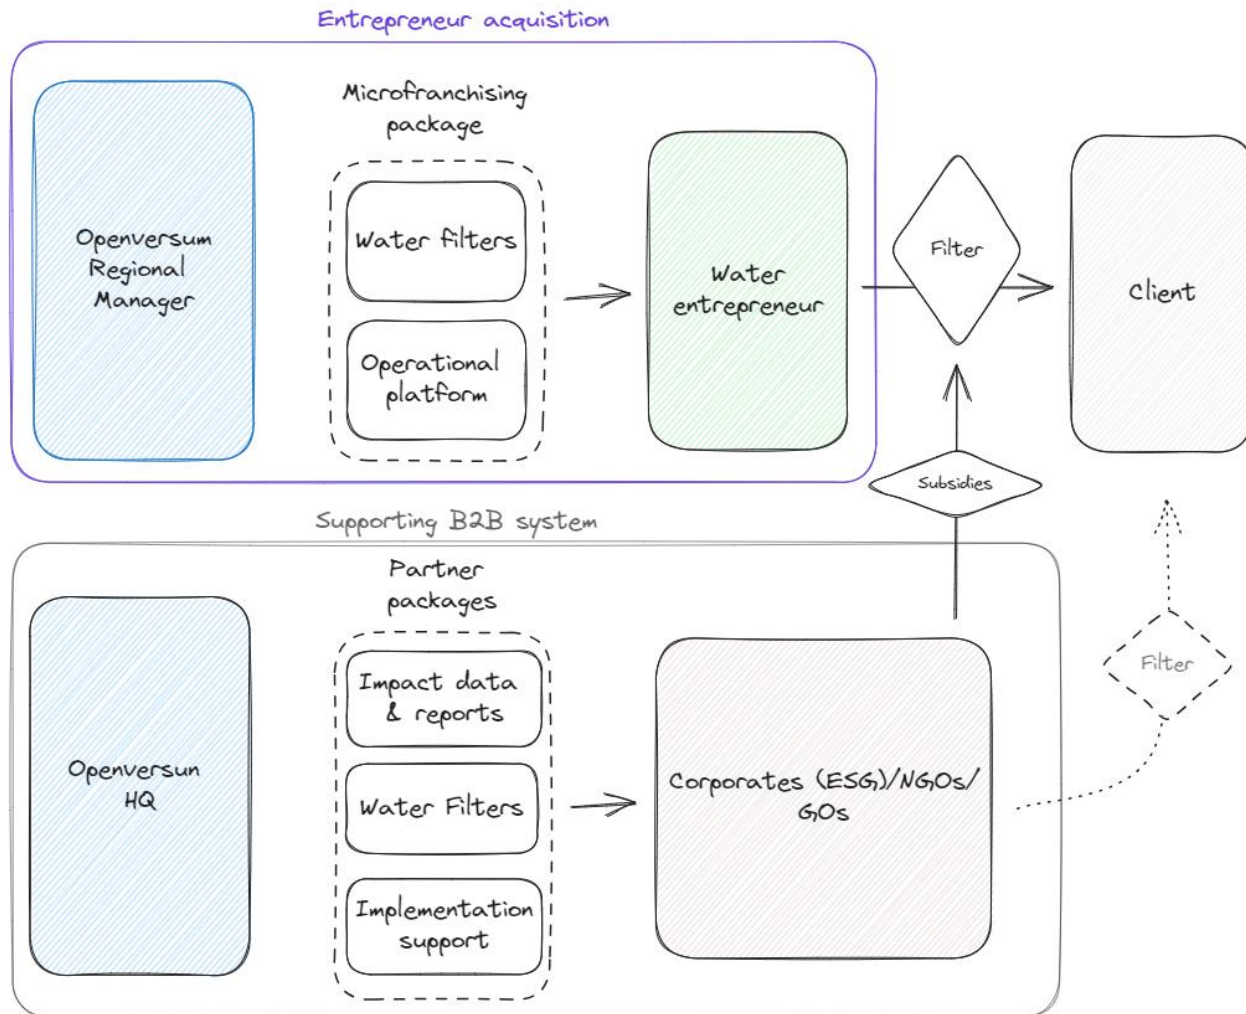 Entrepreneur acquisition
Microfranchising
package
Openversum
Regional
Manager
Water filters
Operational
platform
Water
entrepreneur
Filter
Client
Subsidies
Supporting B2B system
Partner
packages
Openversun
HQ
Impact data
& reports
Water Filters
Implementation
support
Corporates (ESG)/NGOs/
GOs
Filter